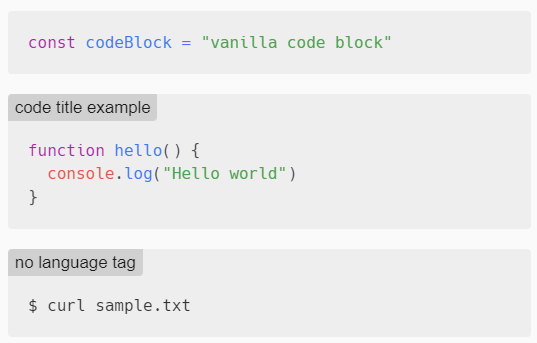 const codeBlock = "vanilla code block"
code title example
function hello() {
  console.log("Hello world")
}
no language tag
$ curl sample.txt